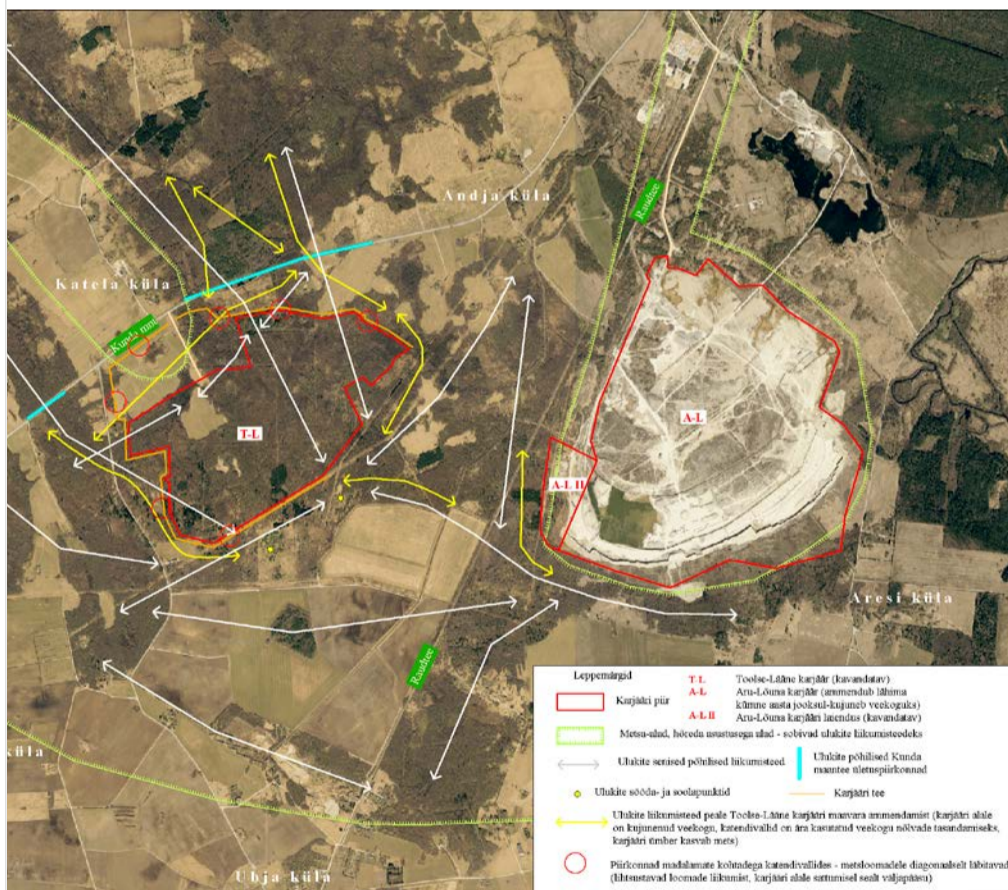 Andja küla
Raudtee
Katela küla
Kunda mnt
T-L
A-L
A-L II
Aresi küla
Raudtee
küla
Ubja küla
Leppemärgid
Karjääri piir
T-L Toolse-Lääne karjäär (kavandatav)
A-L Aru-Lõuna karjäär (ammendub lähima
kümne aasta jooksul-kujuneb veekoguks)
A-L II Aru-Lõuna karjääri laiendus (kavandatav)
Metsa-alad, hõreda asustusega alad - sobivad ulukite liikumisteedeks
Ulukite senised põhilised liikumisteed
Ulukite põhilised Kunda
maantee ületuspiirkonnad
Ulukite sööda- ja soolapunktid
Karjääri tee
Ulukite liikumisteed peale Toolse-Lääne karjääri maavara ammendamist (karjääri alale
on kujunenud veekogu, katendivallid on ära kasutatud veekogu nõlvade tasandamiseks,
karjääri ümber kasvab mets)
Piirkonnad madalamate kohtadega katendivallides - metsloomadele diagonaalselt läbitavad
(lihtsustavad loomade liikumist, karjääri alale sattumisel sealt väljapääsu)